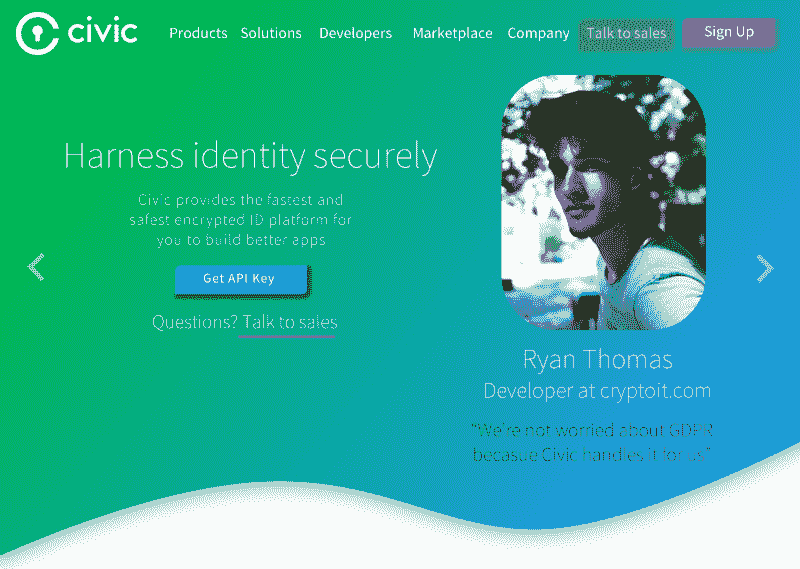 civic
Products Solutions Developers Marketplace Company Talk to sales Sign Up
Harness identity securely
Civic provides the fastest and
safest encrypted ID platform for
you to build better apps
Get API Key
Questions? Talk to sales
Ryan Thomas
Developer at cryptoit.com
"We're not worried about GDPR
becasue Civic handles it for us"